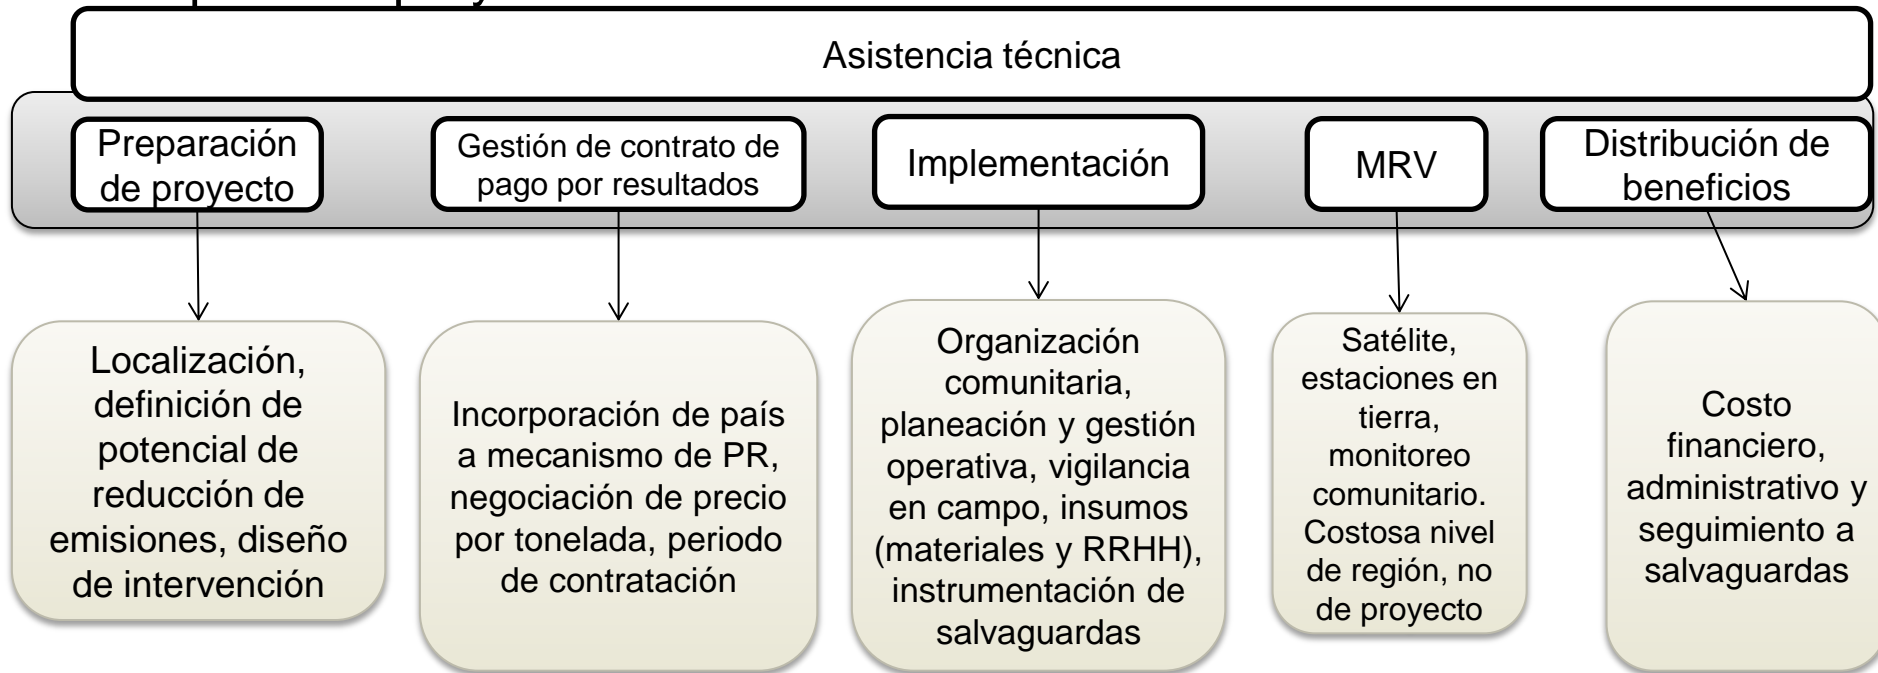 Asistencia técnica
Preparación
de proyecto
Gestión de contrato de
pago por resultados
Implementación
MRV
Distribución de
beneficios
Localización,
definición de
potencial de
reducción de
emisiones, diseño
de intervención
Incorporación de país
a mecanismo de PR,
negociación de precio
por tonelada, periodo
de contratación
Organización
comunitaria,
planeación y gestión
operativa, vigilancia
en campo, insumos
(materiales y RRHH),
instrumentación de
salvaguardas
Satélite,
estaciones en
tierra,
monitoreo
comunitario.
Costosa nivel
de región, no
de proyecto
Costo
financiero,
administrativo y
seguimiento a
salvaguardas